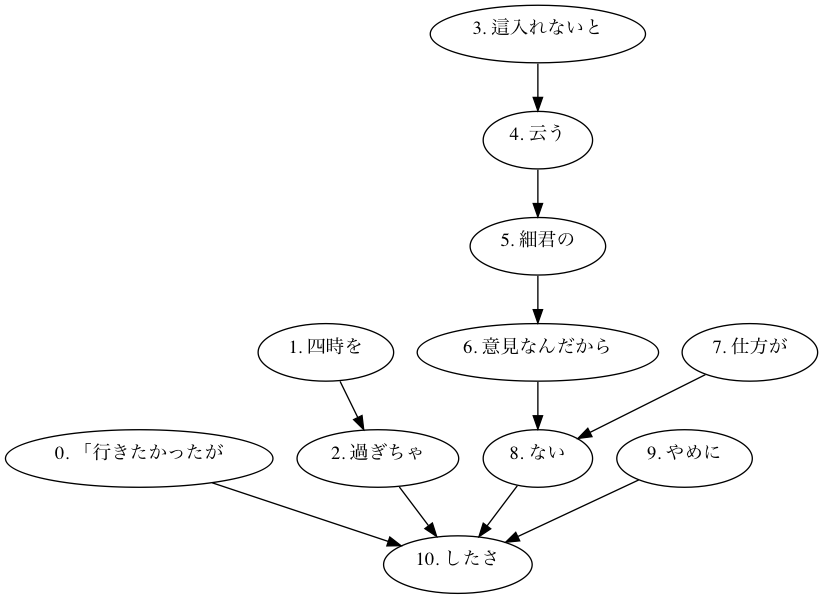 3. 這入れないと
4. 云う
5. 細君の
1. 四時を
6. 意見なんだから
7. 仕方が
0. 「行きたかったが
2. 過ぎちゃ
8. ない
9. やめに
10. したさ